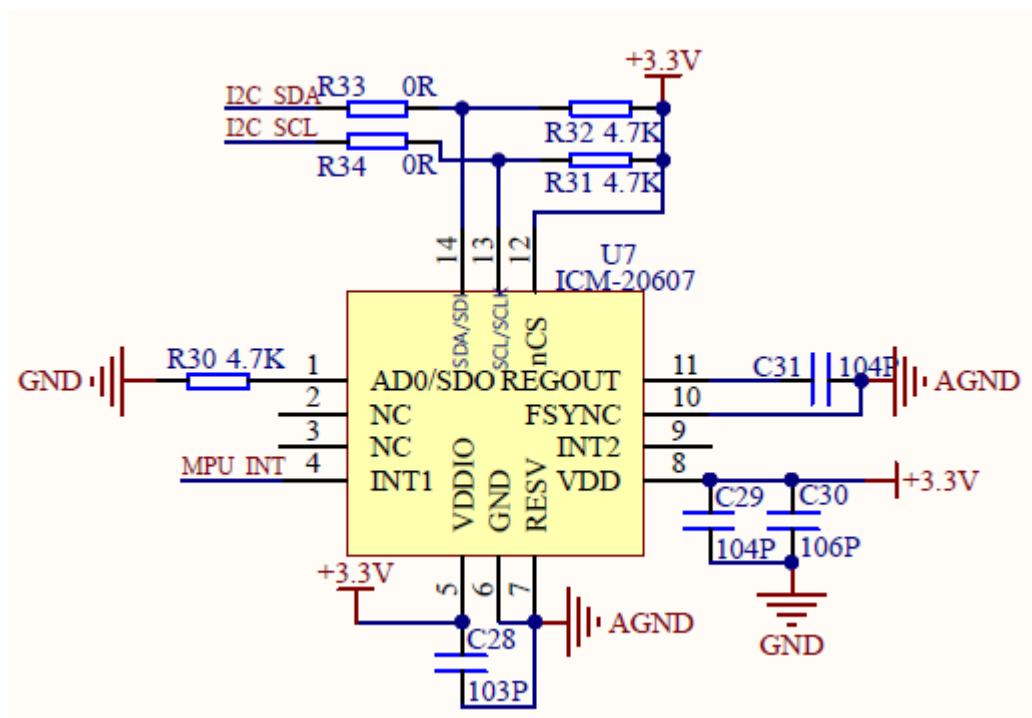 +3.3V
I2C_SDA R33 0R
R32 4.7K
I2C_SCL
R34 0R
R31 4.7K
14 13 12
U7
ICM-20607
SDA/SDI SCL/SCLK nCS
GND R30 4.7K 1 AD0/SDO REGOUT 11 C31 104P AGND
2 NC FSYNC 10
3 NC INT2 9
MPU_INT 4 INT1 VDD 8 +3.3V
VDDIO GND RESV
C29 C30
104P 106P
+3.3V 5 6 7
AGND
GND
C28
103P